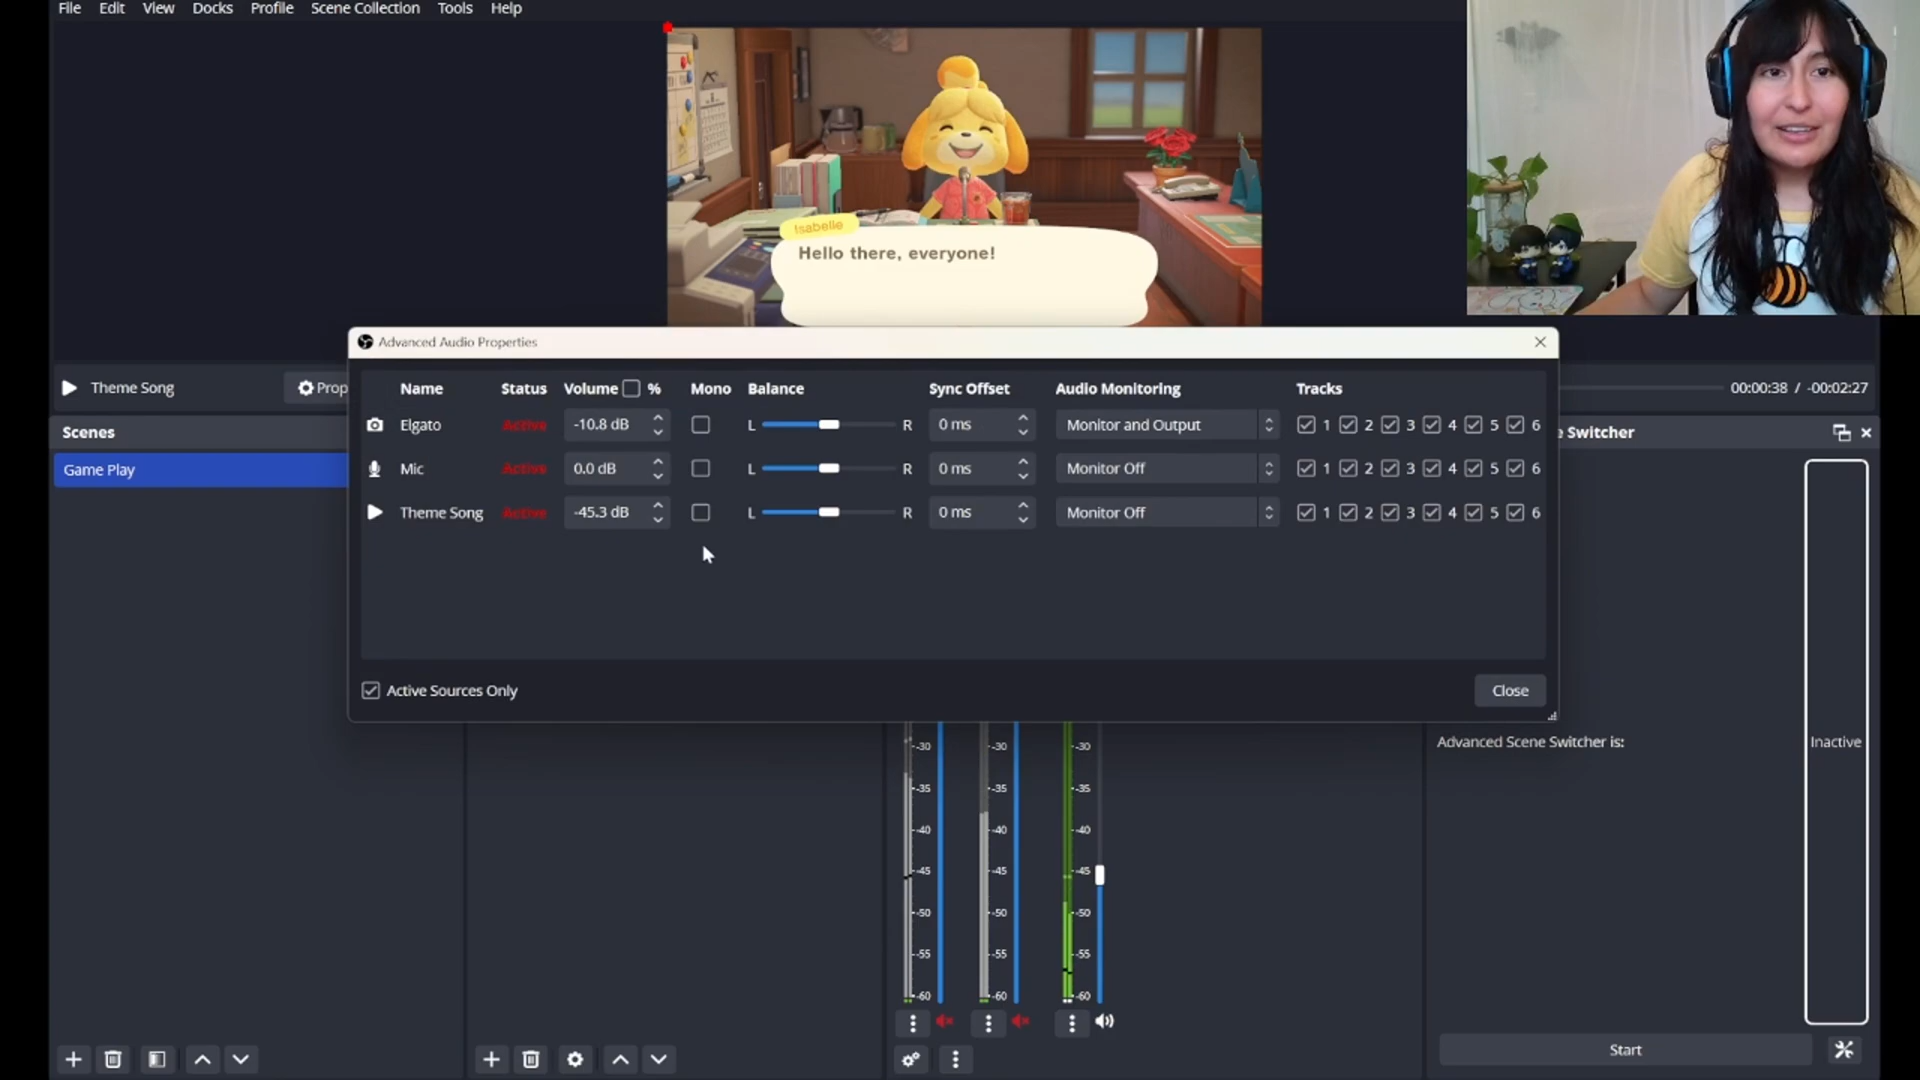 File Edit View Docks Profile Scene Collection Tools Help
Isabelle
Hello there, everyone!
Advanced Audio Properties
Theme Song Prop
00:00:38 / -00:02:27
Name Status Volume % Mono Balance Sync Offset Audio Monitoring Tracks
Elgato Active -10.8 dB L R 0 ms Monitor and Output 1 2 3 4 5 6
Mic Active 0.0 dB L R 0 ms Monitor Off 1 2 3 4 5 6
Theme Song Active -45.3 dB L R 0 ms Monitor Off 1 2 3 4 5 6
Active Sources Only Close
Scenes
Game Play
e Switcher
-30 -30 -30
-35 -35 -35
-40 -40 -40
-45 -45 -45
-50 -50 -50
-55 -55 -55
-60 -60 -60
Advanced Scene Switcher is:
Inactive
Start